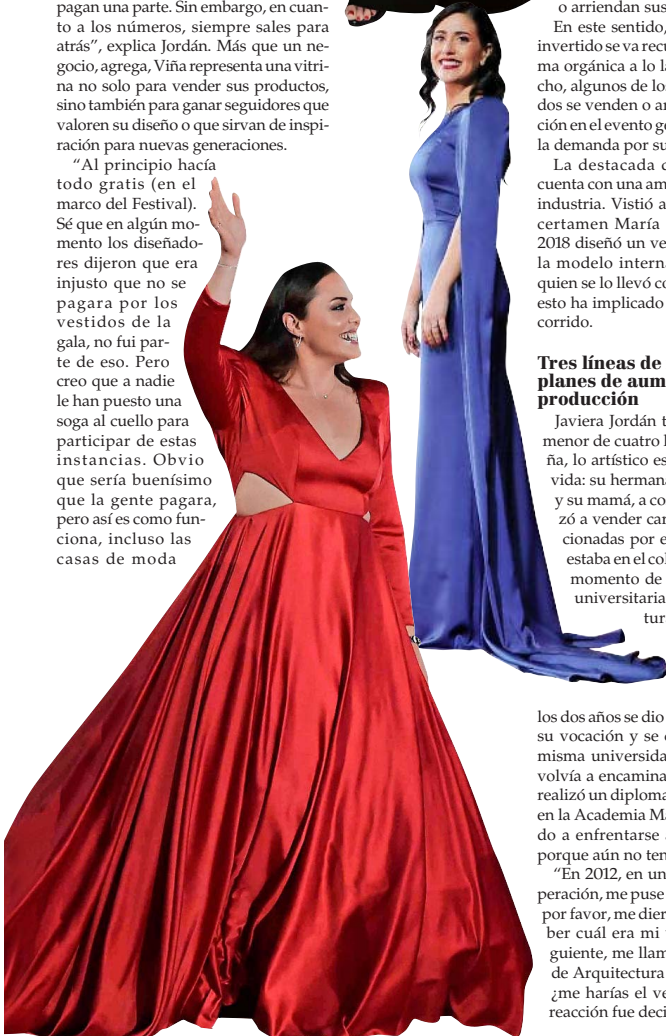 pagan una parte. Sin embargo, en cuan-
to a los números, siempre sales para
atrás”, explica Jordán. Más que un ne-
gocio, agrega, Viña representa una vitri-
na no solo para vender sus productos,
sino también para ganar seguidores que
valoren su diseño o que sirvan de inspi-
ración para nuevas generaciones.
“Al principio hacía
todo gratis (en el
marco del Festival).
Sé que en algún mo-
mento los diseñado-
res dijeron que era
injusto que no se
pagara por los
vestidos de la
gala, no fui par-
te de eso. Pero
creo que a nadie
le han puesto una
soga al cuello para
participar de estas
instancias. Obvio
que sería buenísimo
que la gente pagara,
pero así es como fun-
ciona, incluso las
casas de moda
o arriendan sus
En este sentido,
invertido se va recu
ma orgánica a lo la
cho, algunos de lo
dos se venden o ar
ción en el evento ge
la demanda por su
La destacada d
cuenta con una am
industria. Vistió a
certamen María
2018 diseñó un ve
la modelo interna
quien se lo llevó co
esto ha implicado
corrido.
Tres líneas de
planes de aum
producción
Javiera Jordán t
menor de cuatro h
ña, lo artístico es
vida: su hermana
y su mamá, a co
zó a vender car
cionadas por e
estaba en el col
momento de
universitaria
tur
los dos años se dio
su vocación y se
misma universida
volvía a encamina
realizó un diploma
en la Academia Ma
do a enfrentarse
porque aún no ten
“En 2012, en un
peración, me puse
por favor, me dier
ber cuál era mi
guiente, me llam
de Arquitectura
¿me harías el ve
reacción fue deci